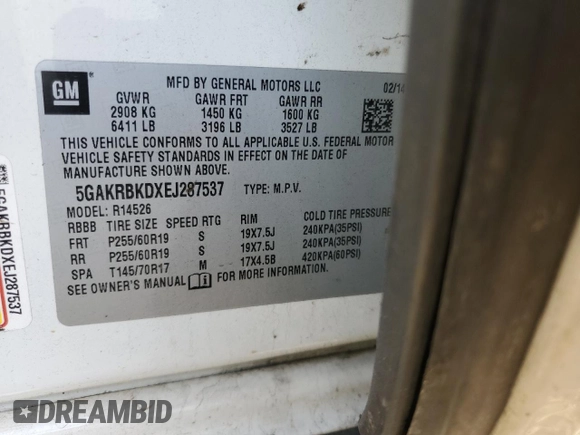 GM
MFD BY GENERAL MOTORS LLC 02/14
GVWR GAWR FRT GAWR RR
2908 KG 1450 KG 1600 KG
6411 LB 3196 LB 3527 LB
THIS VEHICLE CONFORMS TO ALL APPLICABLE U.S. FEDERAL MOTOR
VEHICLE SAFETY STANDARDS IN EFFECT ON THE DATE OF
MANUFACTURE SHOWN ABOVE.
5GAKRBKDXEJ287537 TYPE: M.P.V.
MODEL: R14526
RBBB TIRE SIZE SPEED RTG RIM COLD TIRE PRESSURE
FRT P255/60R19 S 19X7.5J 240KPA(35PSI)
RR P255/60R19 S 19X7.5J 240KPA(35PSI)
SPA T145/70R17 M 17X4.5B 420KPA(60PSI)
SEE OWNER'S MANUAL FOR MORE INFORMATION
5GAKRBKDXEJ287537
DREAMBID